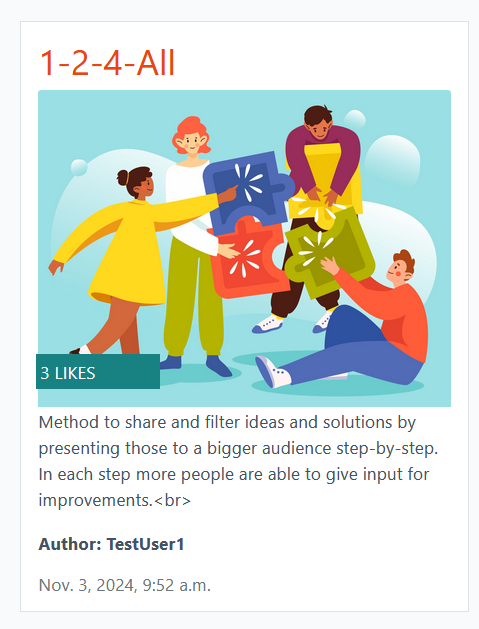 1-2-4-All
3 LIKES
Method to share and filter ideas and solutions by
presenting those to a bigger audience step-by-step.
In each step more people are able to give input for
improvements.<br>
Author: TestUser1
Nov. 3, 2024, 9:52 a.m.